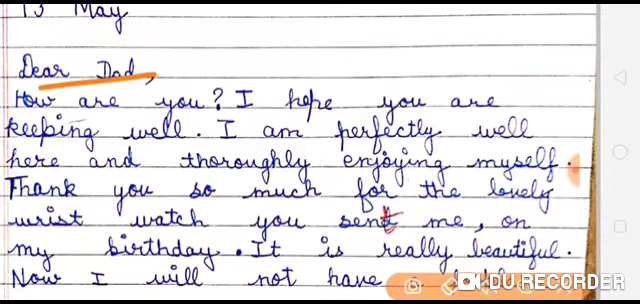 13 May
Dear Dad,
How are you? I hope you are
keeping well. I am perfectly well
here and thoroughly enjoying myself.
Thank you so much for the lovely
wrist watch you sent me, on
my birthday. It is really beautiful.
Now I will not have
DU RECORDER